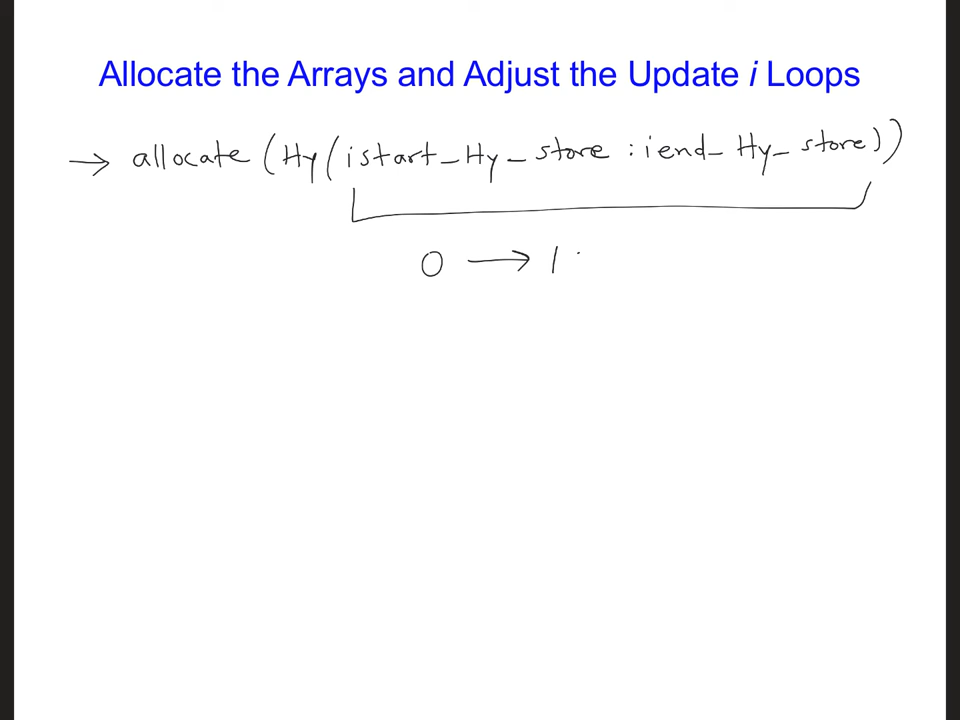 Allocate the Arrays and Adjust the Update i Loops
→ allocate (Hy(istart_Hy_store:iend_Hy_store))
0 → 1